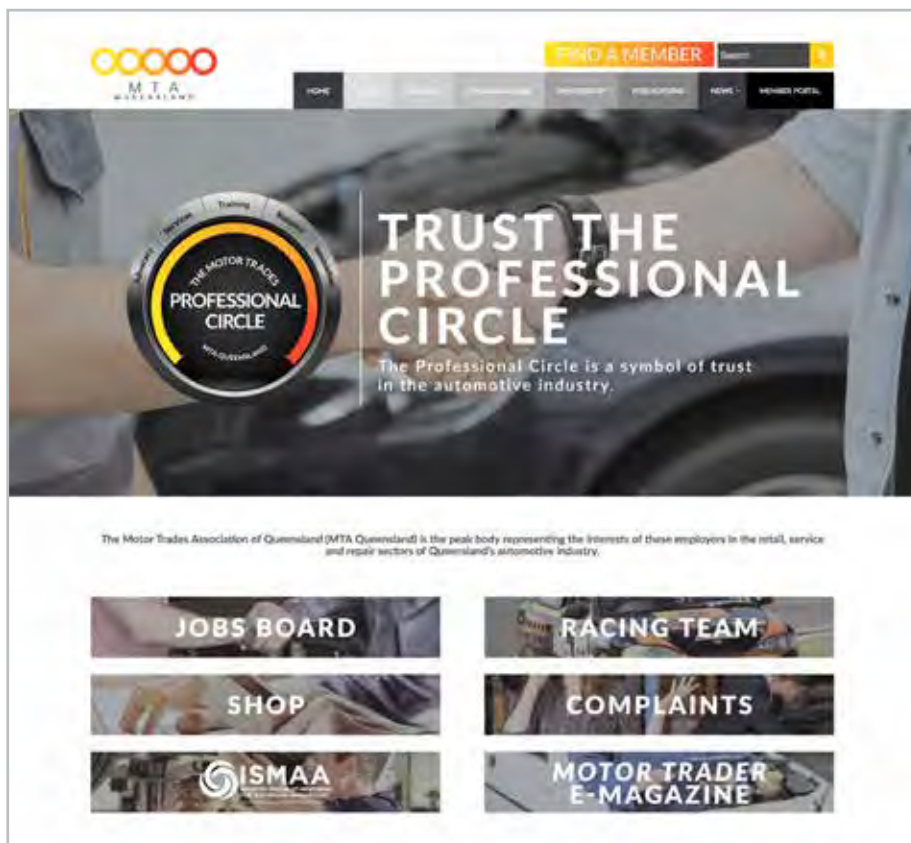 MTA
QUEENSLAND
FIND A MEMBER
Search
HOME
MEMBERSHIP
PUBLICATIONS
NEWS
MEMBER PORTAL
Services
Training
THE MOTOR TRADES
PROFESSIONAL
CIRCLE
MTA QUEENSLAND
TRUST THE
PROFESSIONAL
CIRCLE
The Professional Circle is a symbol of trust
in the automotive industry.
The Motor Trades Association of Queensland (MTA Queensland) is the peak body representing the interests of these employers in the retail, service
and repair sectors of Queensland's automotive industry.
JOBS BOARD
RACING TEAM
SHOP
COMPLAINTS
ISMAA
MOTOR TRADER
E-MAGAZINE